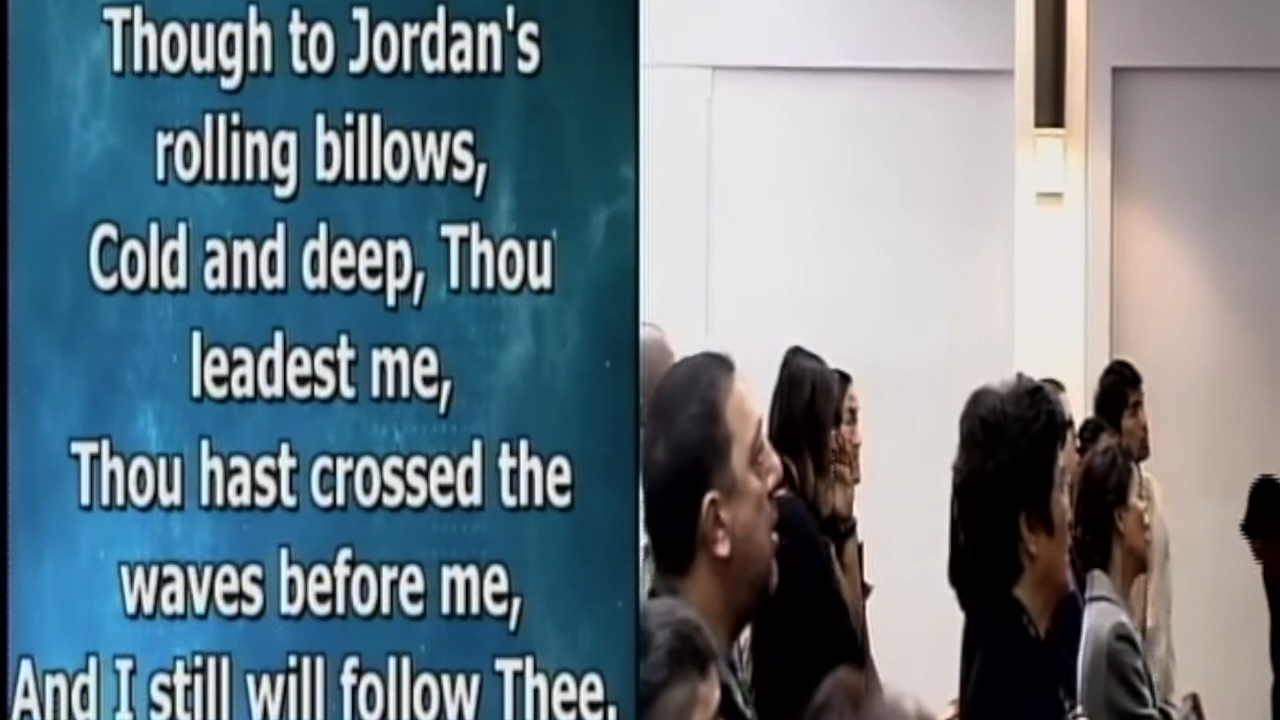 Though to Jordan's
rolling billows,
Cold and deep, Thou
leadest me,
Thou hast crossed the
waves before me,
And I still will follow Thee.